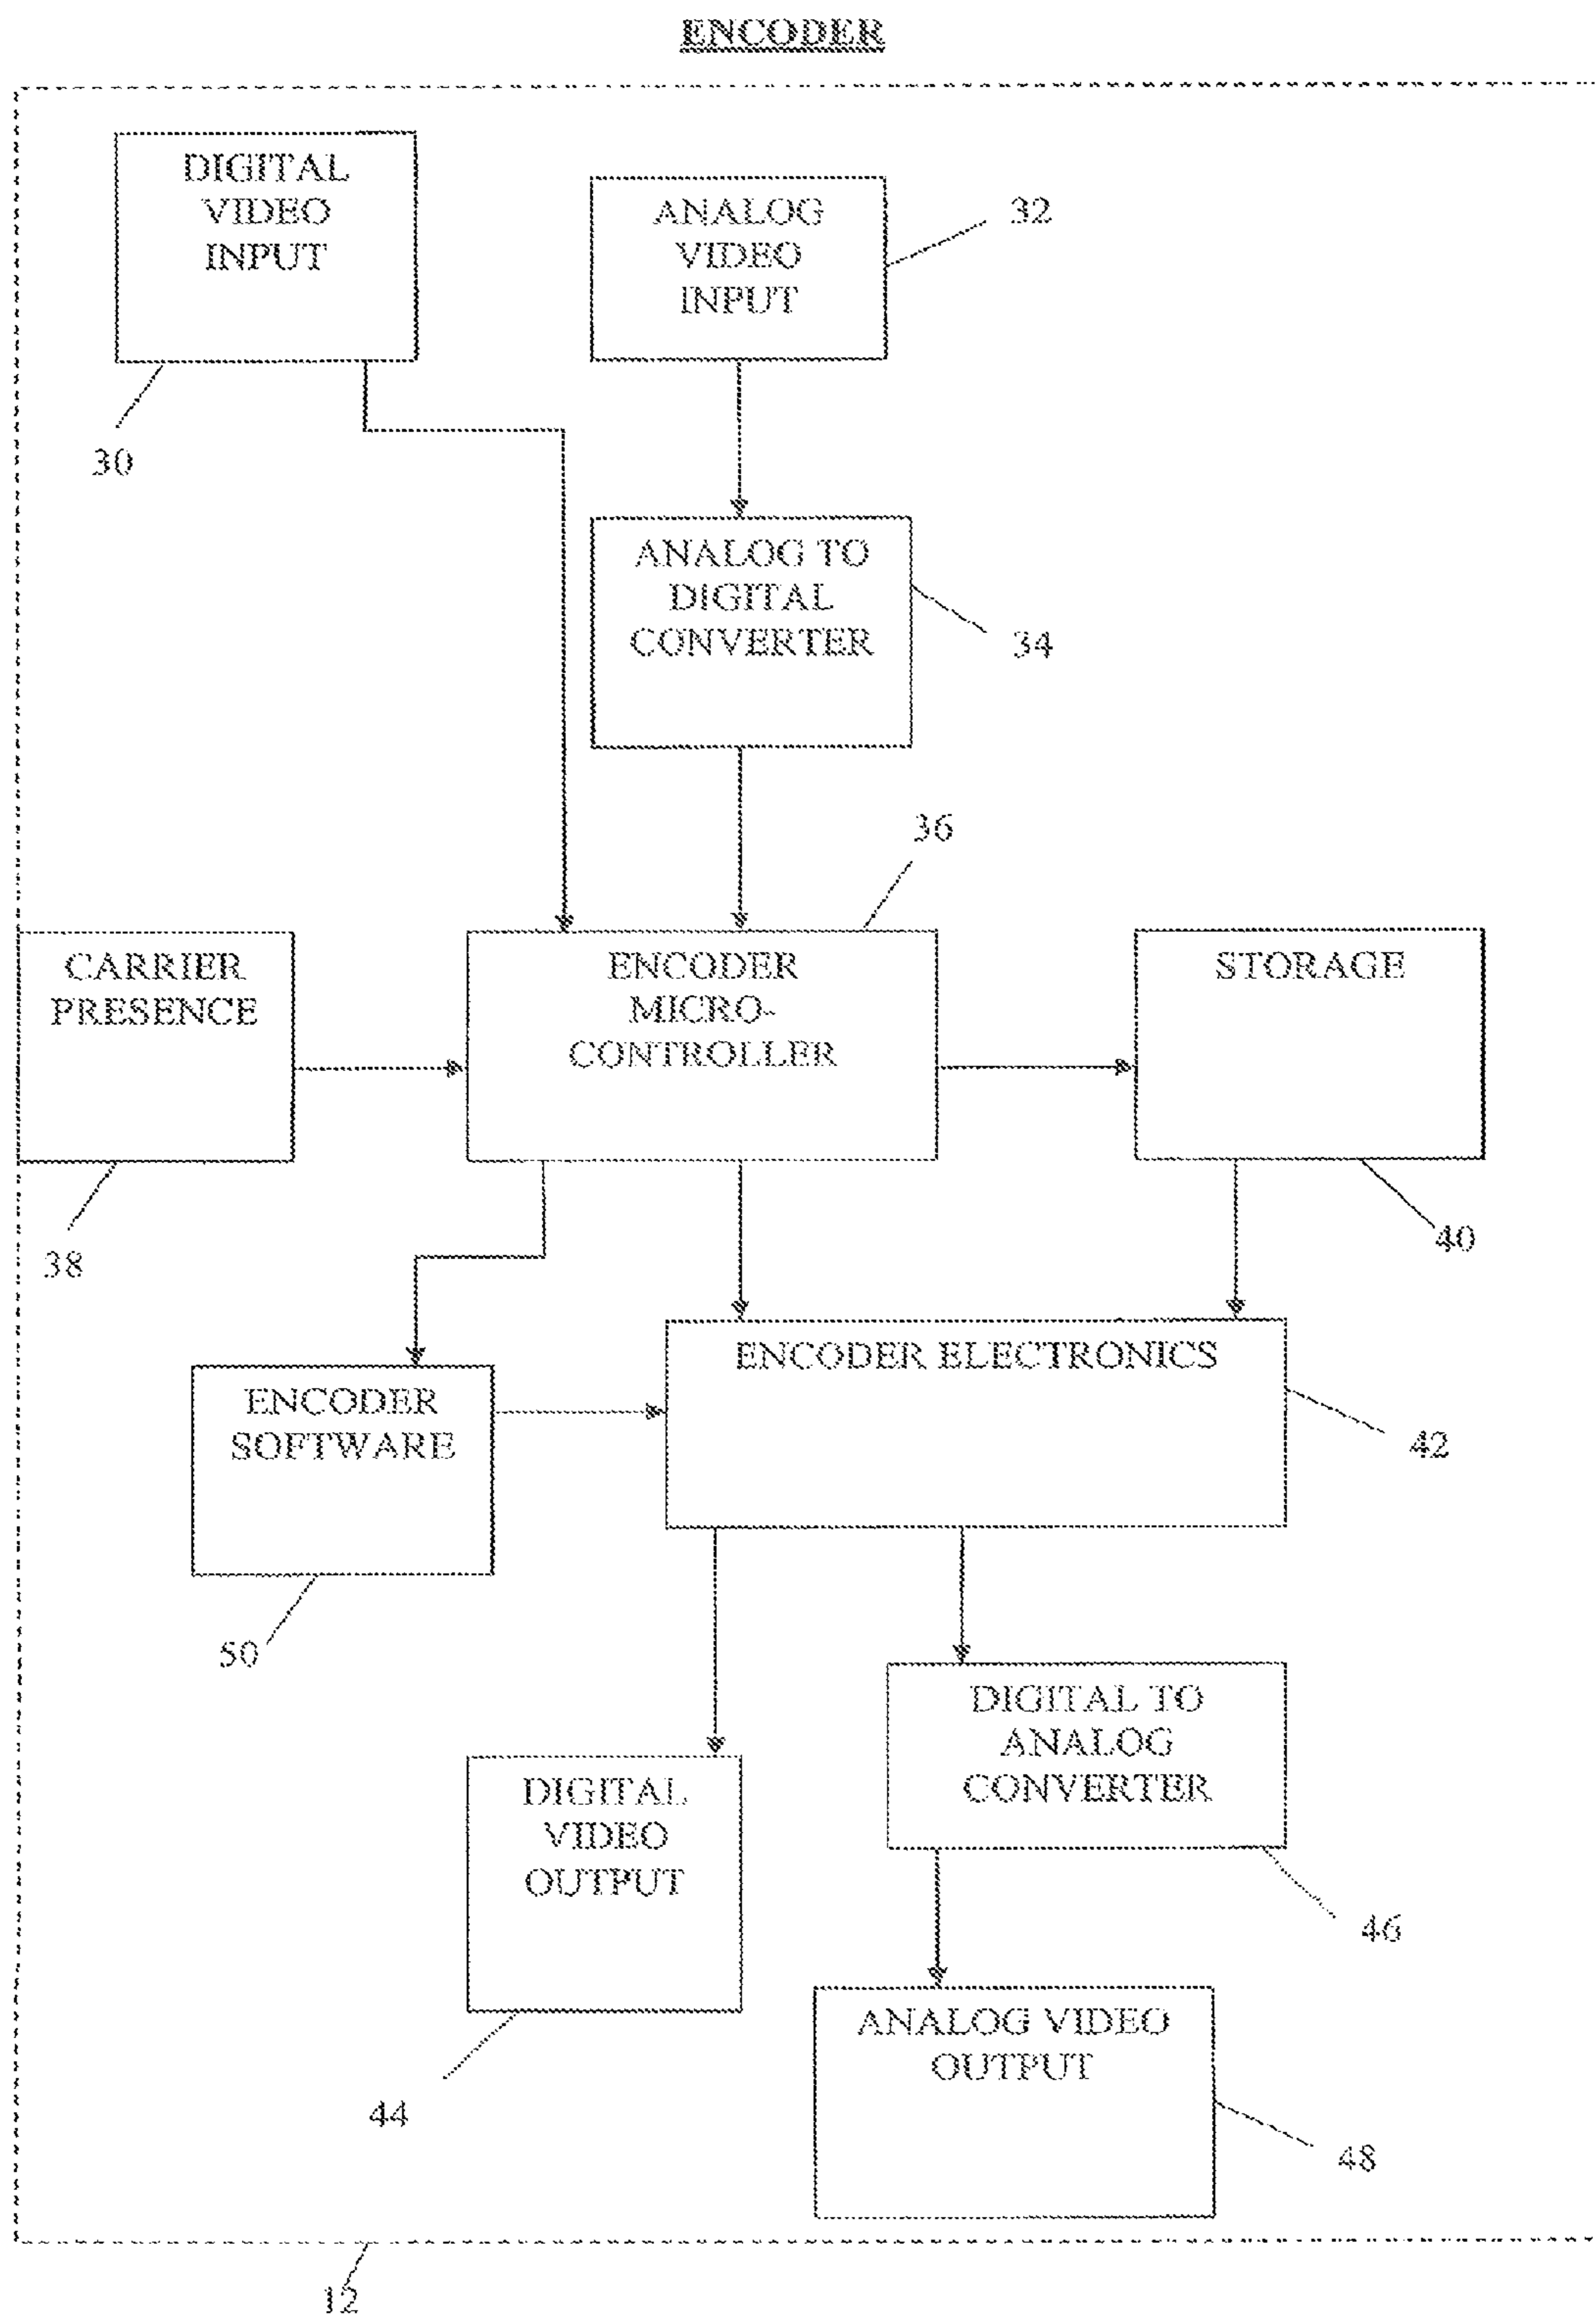 ENCODER
DIGITAL
VIDEO
INPUT
30
ANALOG
VIDEO
INPUT
32
ANALOG TO
DIGITAL
CONVERTER
34
36
CARRIER
PRESENCE
38
ENCODER
MICRO-
CONTROLLER
STORAGE
40
ENCODER ELECTRONICS
42
ENCODER
SOFTWARE
50
DIGITAL TO
ANALOG
CONVERTER
46
DIGITAL
VIDEO
OUTPUT
44
ANALOG VIDEO
OUTPUT
48
12